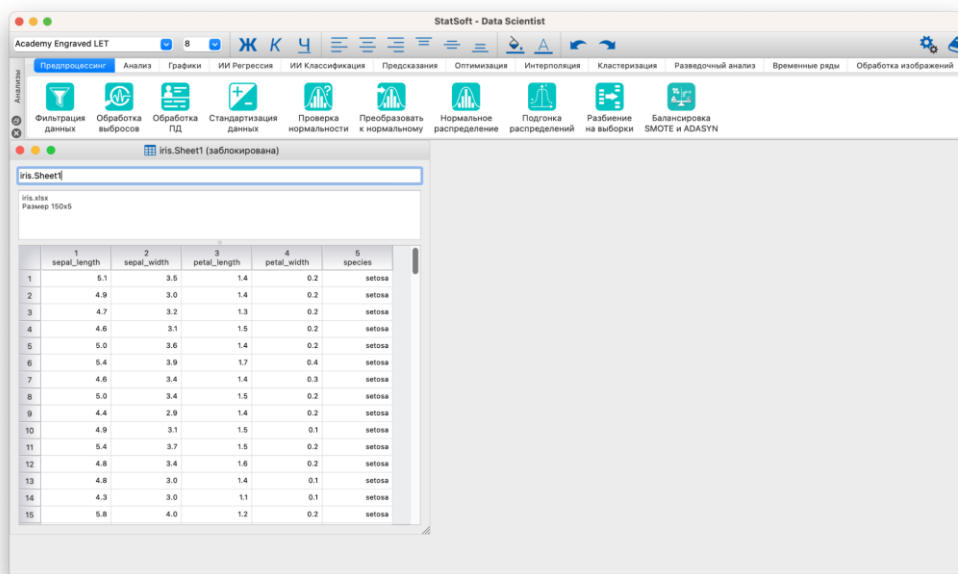 StatSoft - Data Scientist
Academy Engraved LET 8 Ж К Ч
Предпроцессинг Анализ Графики ИИ Регрессия ИИ Классификация Предсказания Оптимизация Интерполяция Кластеризация Разведочный анализ Временные ряды Обработка изображений
Анализы
Фильтрация данных
Обработка выбросов
Обработка ПД
Стандартизация данных
Проверка нормальности
Преобразовать к нормальному
Нормальное распределение
Подгонка распределений
Разбиение на выборки
Балансировка SMOTE и ADASYN
iris.Sheet1 (заблокирована)
iris.Sheet1
iris.xlsx
Размер 150x5
1 2 3 4 5
sepal_length sepal_width petal_length petal_width species
1 5.1 3.5 1.4 0.2 setosa
2 4.9 3.0 1.4 0.2 setosa
3 4.7 3.2 1.3 0.2 setosa
4 4.6 3.1 1.5 0.2 setosa
5 5.0 3.6 1.4 0.2 setosa
6 5.4 3.9 1.7 0.4 setosa
7 4.6 3.4 1.4 0.3 setosa
8 5.0 3.4 1.5 0.2 setosa
9 4.4 2.9 1.4 0.2 setosa
10 4.9 3.1 1.5 0.1 setosa
11 5.4 3.7 1.5 0.2 setosa
12 4.8 3.4 1.6 0.2 setosa
13 4.8 3.0 1.4 0.1 setosa
14 4.3 3.0 1.1 0.1 setosa
15 5.8 4.0 1.2 0.2 setosa